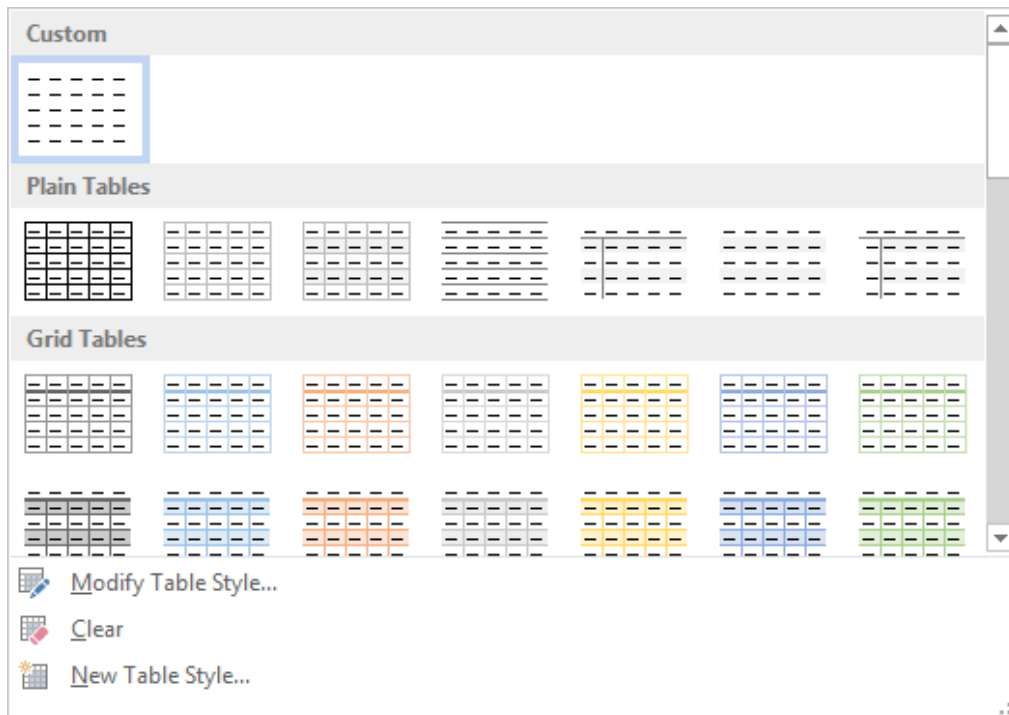 Custom
Plain Tables
Grid Tables
Modify Table Style...
Clear
New Table Style...